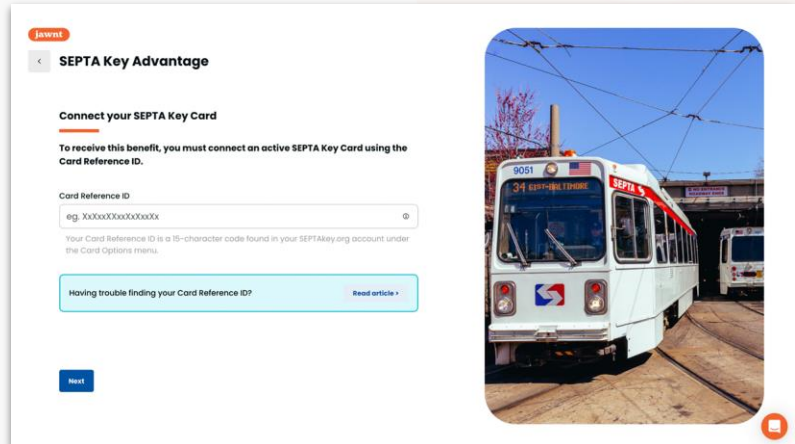 jawnt
SEPTA Key Advantage
Connect your SEPTA Key Card
To receive this benefit, you must connect an active SEPTA Key Card using the
Card Reference ID.
Card Reference ID
eg. XxXxxXXxxXxXxxXx
Your Card Reference ID is a 15-character code found in your SEPTAkey.org account under
the Card Options menu.
Having trouble finding your Card Reference ID?
Read article >
Next
9051
34 61ST-BALTIMORE
SEPTA